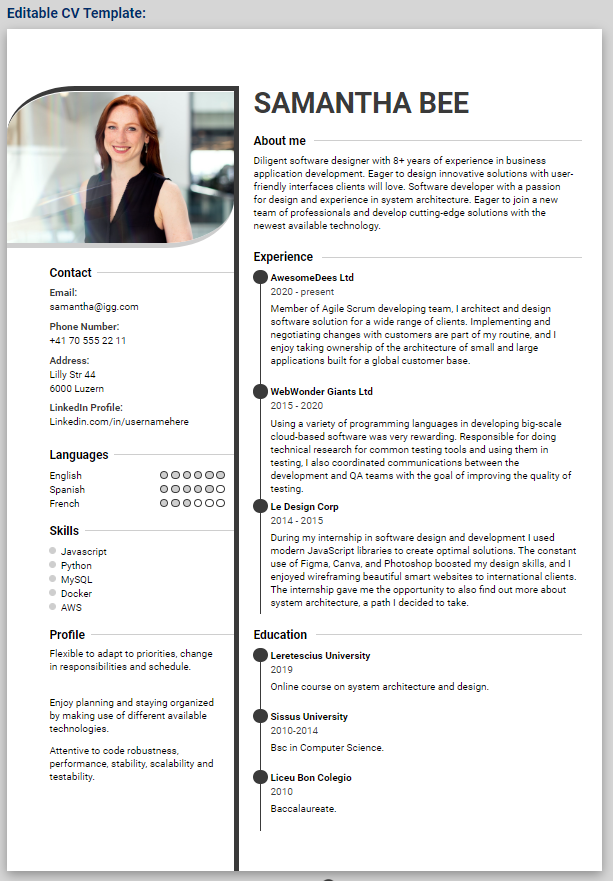 Editable CV Template:
SAMANTHA BEE
About me
Diligent software designer with 8+ years of experience in business
application development. Eager to design innovative solutions with user-
friendly interfaces clients will love. Software developer with a passion
for design and experience in system architecture. Eager to join a new
team of professionals and develop cutting-edge solutions with the
newest available technology.
Experience
AwesomeDees Ltd
2020 - present
Member of Agile Scrum developing team, I architect and design
software solution for a wide range of clients. Implementing and
negotiating changes with customers are part of my routine, and I
enjoy taking ownership of the architecture of small and large
applications built for a global customer base.
WebWonder Giants Ltd
2015 - 2020
Using a variety of programming languages in developing big-scale
cloud-based software was very rewarding. Responsible for doing
technical research for common testing tools and using them in
testing, I also coordinated communications between the
development and QA teams with the goal of improving the quality of
testing.
Le Design Corp
2014 - 2015
During my internship in software design and development I used
modern JavaScript libraries to create optimal solutions. The constant
use of Figma, Canva, and Photoshop boosted my design skills, and I
enjoyed wireframing beautiful smart websites to international clients.
The internship gave me the opportunity to also find out more about
system architecture, a path I decided to take.
Education
Leretescius University
2019
Online course on system architecture and design.
Sissus University
2010-2014
Bsc in Computer Science.
Liceu Bon Colegio
2010
Baccalaureate.
Contact
Email:
samantha@igg.com
Phone Number:
+41 70 555 22 11
Address:
Lilly Str 44
6000 Luzern
LinkedIn Profile:
Linkedin.com/in/usernamehere
Languages
English
Spanish
French
Skills
Javascript
Python
MySQL
Docker
AWS
Profile
Flexible to adapt to priorities, change
in responsibilities and schedule.
Enjoy planning and staying organized
by making use of different available
technologies.
Attentive to code robustness,
performance, stability, scalability and
testability.